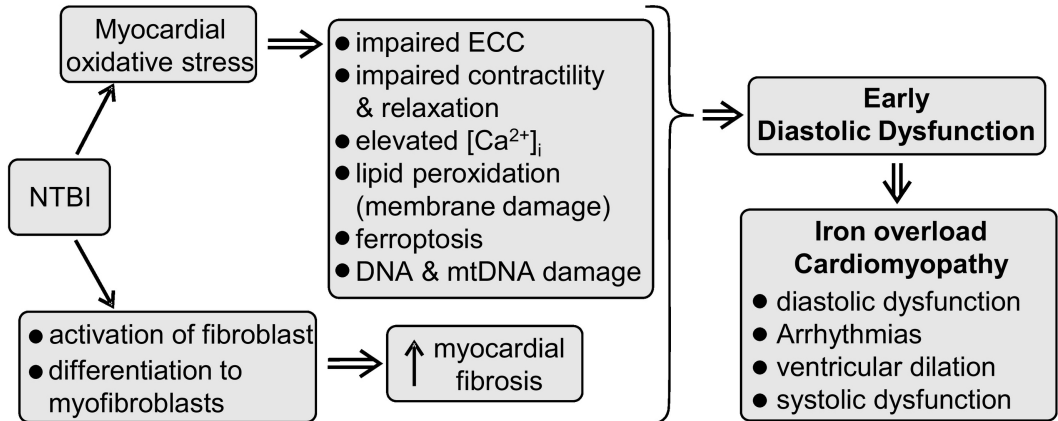 Myocardial
oxidative stress
NTBI
● impaired ECC
● impaired contractility
& relaxation
● elevated [Ca²⁺]ᵢ
● lipid peroxidation
(membrane damage)
● ferroptosis
● DNA & mtDNA damage
● activation of fibroblast
● differentiation to
myofibroblasts
↑ myocardial
fibrosis
Early
Diastolic Dysfunction
Iron overload
Cardiomyopathy
● diastolic dysfunction
● Arrhythmias
● ventricular dilation
● systolic dysfunction